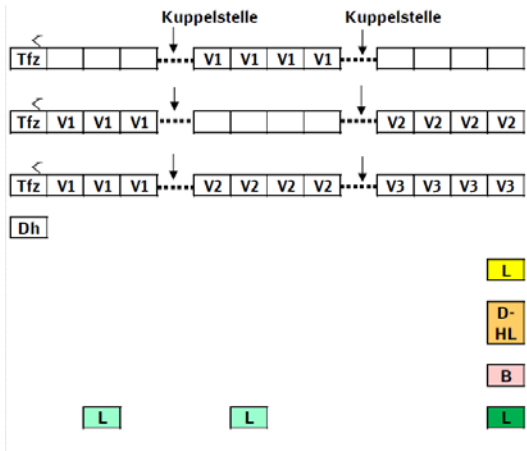 Kuppelstelle Kuppelstelle
Tfz V1 V1 V1 V1
Tfz V1 V1 V1 V2 V2 V2 V2
Tfz V1 V1 V1 V2 V2 V2 V2 V3 V3 V3 V3
Dh
L
D-
HL
B
L L L